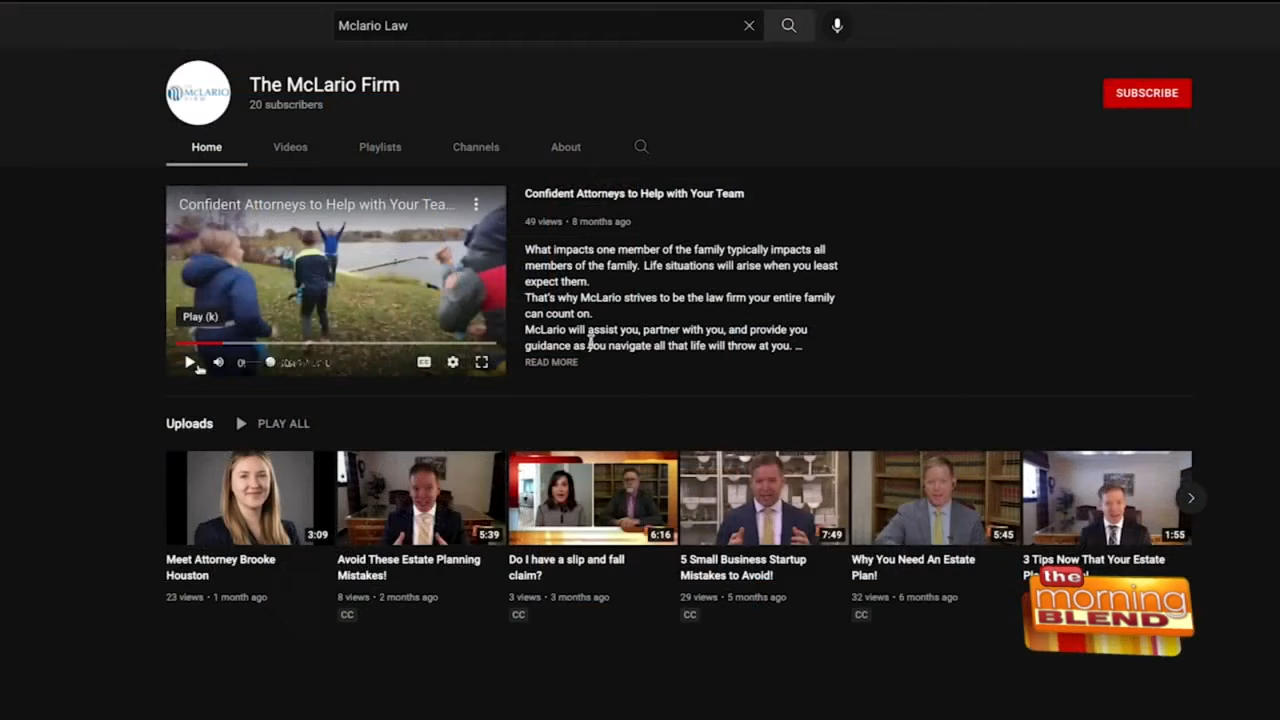 Mclario Law
McLARIO
FIRM
The McLario Firm
20 subscribers
SUBSCRIBE
Home
Videos
Playlists
Channels
About
Confident Attorneys to Help with Your Tea...
Play (k)
Confident Attorneys to Help with Your Team
49 views • 8 months ago
What impacts one member of the family typically impacts all
members of the family. Life situations will arise when you least
expect them.
That's why McLario strives to be the law firm your entire family
can count on.
McLario will assist you, partner with you, and provide you
guidance as you navigate all that life will throw at you. ...
READ MORE
CC
Uploads
PLAY ALL
3:09
Meet Attorney Brooke
Houston
23 views • 1 month ago
5:39
Avoid These Estate Planning
Mistakes!
8 views • 2 months ago
CC
6:16
Do I have a slip and fall
claim?
3 views • 3 months ago
CC
7:49
5 Small Business Startup
Mistakes to Avoid!
29 views • 5 months ago
CC
5:45
Why You Need An Estate
Plan!
32 views • 6 months ago
CC
1:55
3 Tips Now That Your Estate
the
morning
BLEND